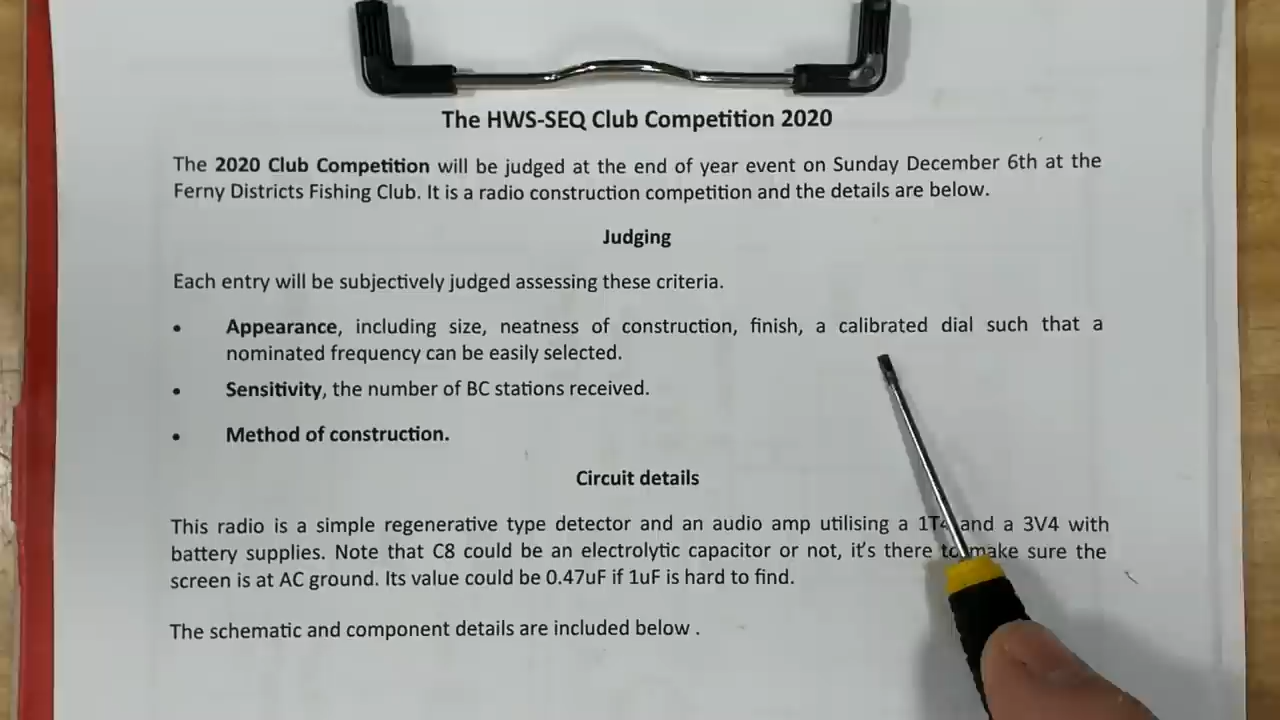 The HWS-SEQ Club Competition 2020
The 2020 Club Competition will be judged at the end of year event on Sunday December 6th at the
Ferny Districts Fishing Club. It is a radio construction competition and the details are below.
Judging
Each entry will be subjectively judged assessing these criteria.
• Appearance, including size, neatness of construction, finish, a calibrated dial such that a
nominated frequency can be easily selected.
• Sensitivity, the number of BC stations received.
• Method of construction.
Circuit details
This radio is a simple regenerative type detector and an audio amp utilising a 1T4 and a 3V4 with
battery supplies. Note that C8 could be an electrolytic capacitor or not, it's there to make sure the
screen is at AC ground. Its value could be 0.47uF if 1uF is hard to find.
The schematic and component details are included below .